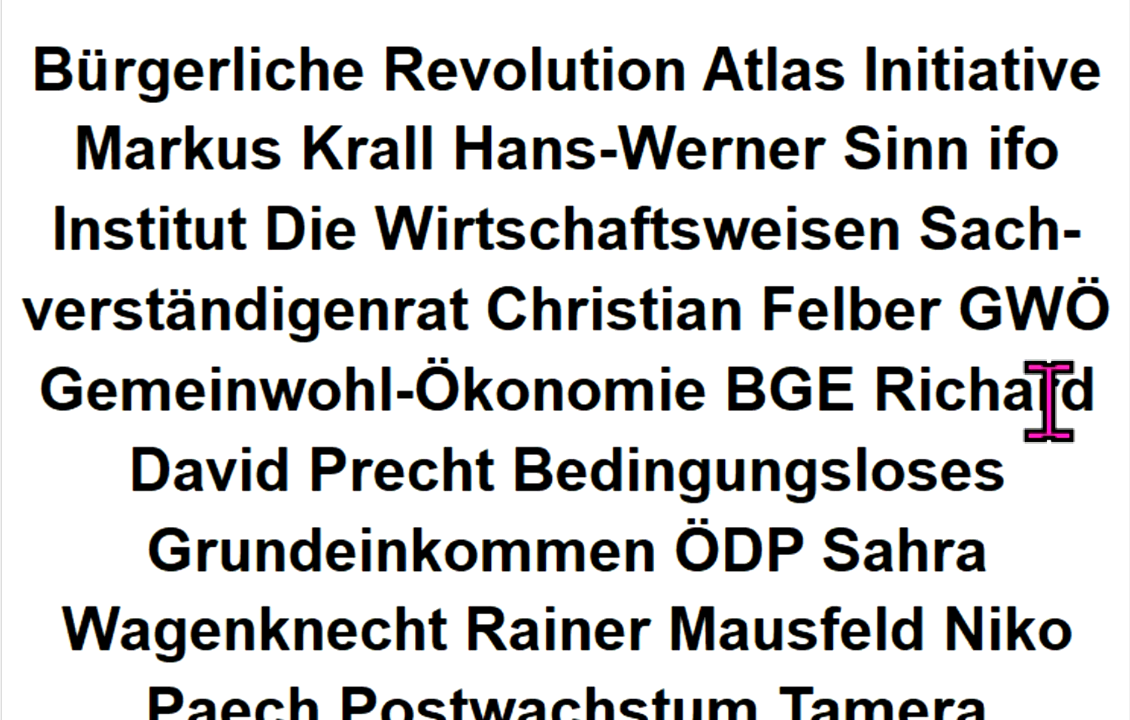 Bürgerliche Revolution Atlas Initiative
Markus Krall Hans-Werner Sinn ifo
Institut Die Wirtschaftsweisen Sach-
verständigenrat Christian Felber GWÖ
Gemeinwohl-Ökonomie BGE Richard
David Precht Bedingungsloses
Grundeinkommen ÖDP Sahra
Wagenknecht Rainer Mausfeld Niko
Paech Postwachstum Tamera